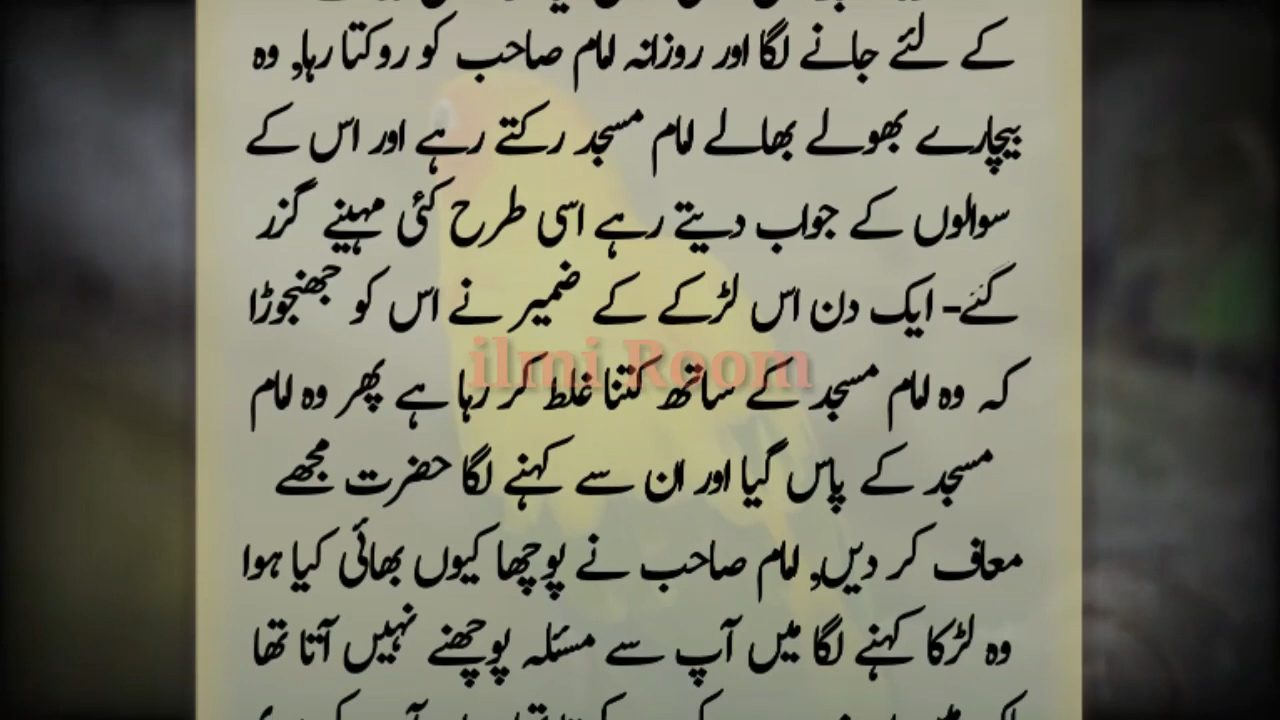 کے لئے جانے لگا اور روزانہ امام صاحب کو روکتا رہا, وہ
بیچارے بھولے بھالے امام مسجد رکتے رہے اور اس کے
سوالوں کے جواب دیتے رہے اسی طرح کئی مہینے گزر
گئے- ایک دن اس لڑکے کے ضمیر نے اس کو جھنجوڑا
ilmi Room
کہ وہ امام مسجد کے ساتھ کتنا غلط کر رہا ہے پھر وہ امام
مسجد کے پاس گیا اور ان سے کہنے لگا حضرت مجھے
معاف کر دیں, امام صاحب نے پوچھا کیوں بھائی کیا ہوا
وہ لڑکا کہنے لگا میں آپ سے مسئلہ پوچھنے نہیں آتا تھا